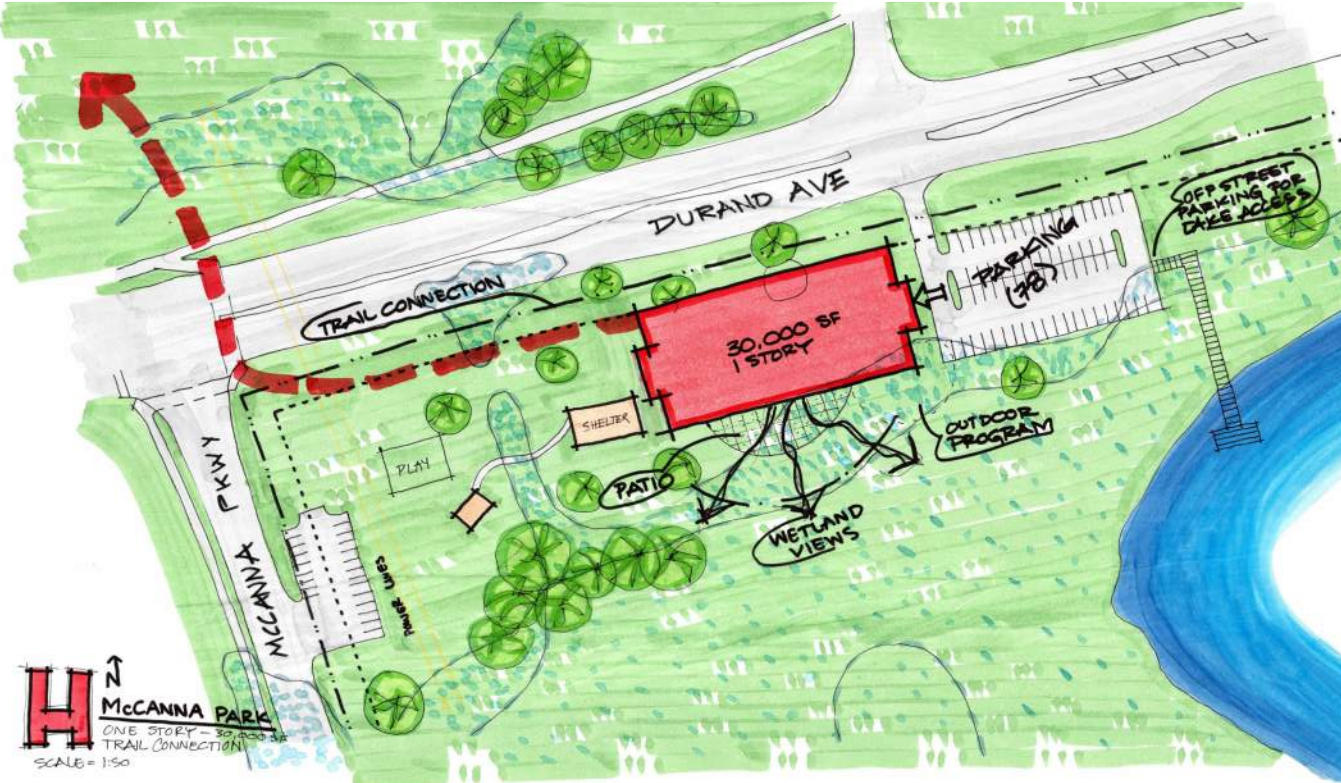 DURAND AVE
OFF STREET
PARKING FOR
LAKE ACCESS
PARKING
(78)
TRAIL CONNECTION
30,000 SF
1 STORY
SHELTER
PLAY
OUTDOOR
PROGRAM
PATIO
WETLAND
VIEWS
MCCANNA PKWY
POWER LINES
H
N
McCANNA PARK
ONE STORY - 30,000 SF
TRAIL CONNECTION
SCALE = 1:50